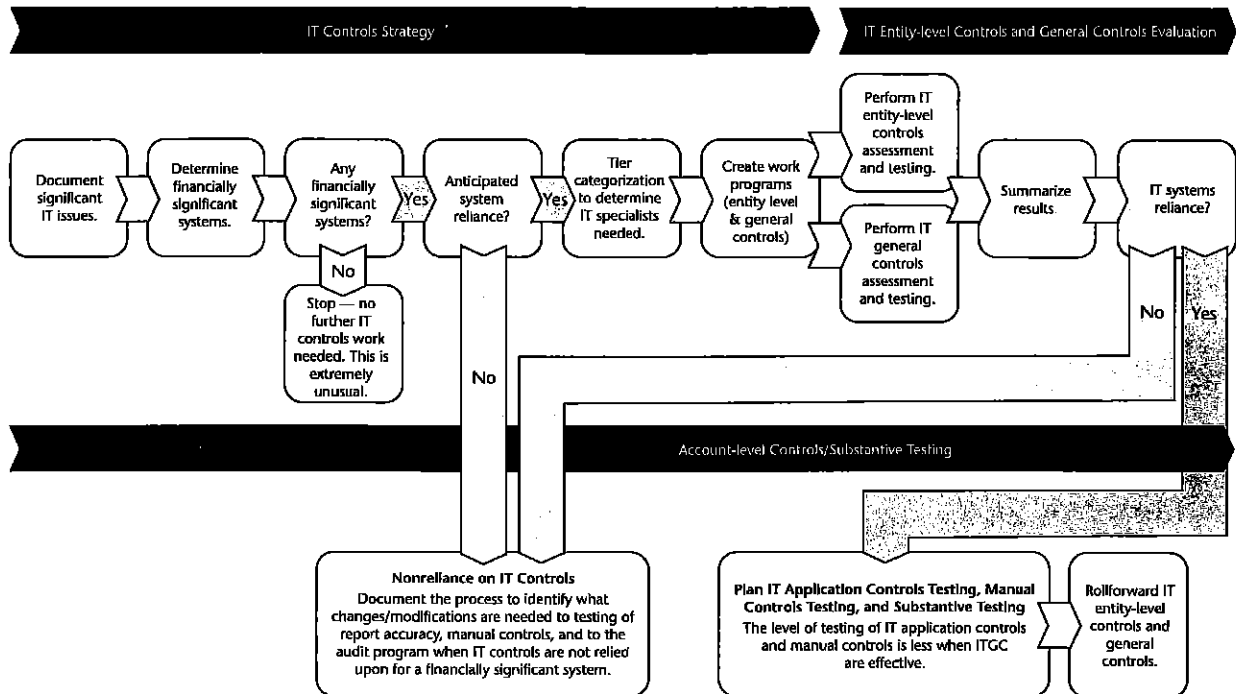 IT Controls Strategy
IT Entity-level Controls and General Controls Evaluation
Document
significant
IT issues.
Determine
financially
significant
systems.
Any
financially
significant
systems?
Yes
Anticipated
system
reliance?
Yes
Tier
categorization
to determine
IT specialists
needed.
Create work
programs
(entity level
& general
controls)
Perform IT
entity-level
controls
assessment
and testing.
Perform IT
general
controls
assessment
and testing.
Summarize
results.
IT systems
reliance?
No
Stop — no
further IT
controls work
needed. This is
extremely
unusual.
No
No
Yes
Account-level Controls/Substantive Testing
Nonreliance on IT Controls
Document the process to identify what
changes/modifications are needed to testing of
report accuracy, manual controls, and to the
audit program when IT controls are not relied
upon for a financially significant system.
Plan IT Application Controls Testing, Manual
Controls Testing, and Substantive Testing
The level of testing of IT application controls
and manual controls is less when ITGC
are effective.
Rollforward IT
entity-level
controls and
general
controls.